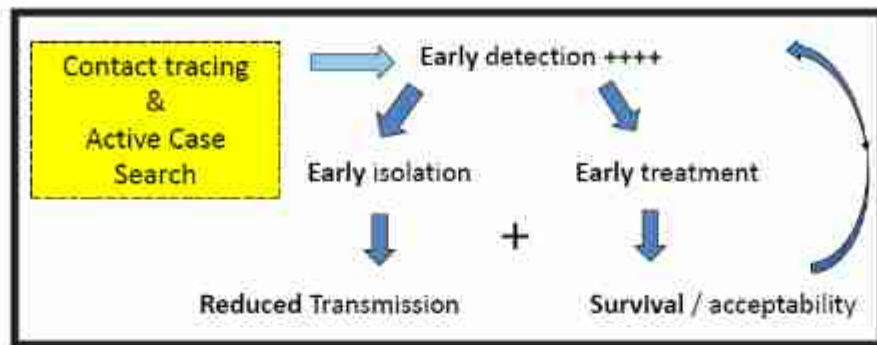 Contact tracing
&
Active Case
Search
Early detection ++++
Early isolation
Early treatment
+
Reduced Transmission
Survival / acceptability